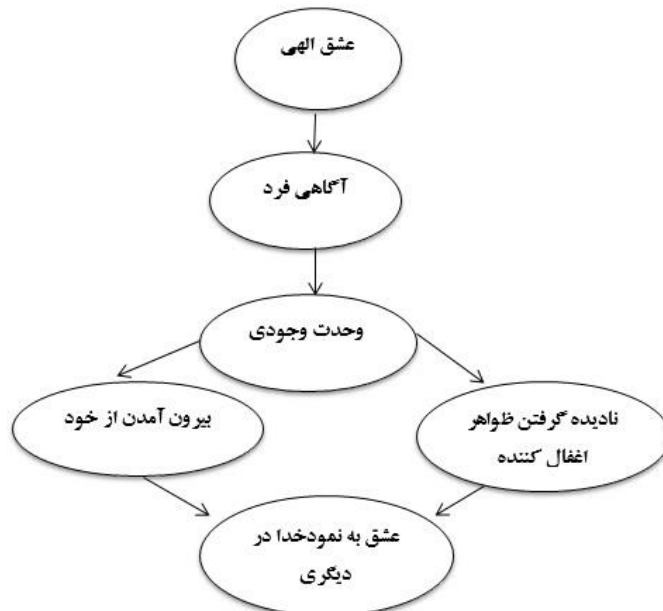 عشق الهی
آگاهی فرد
وحدت وجودی
نادیده گرفتن ظواهر
اغفال کننده
بیرون آمدن از خود
عشق به نمودخدا در
دیگری